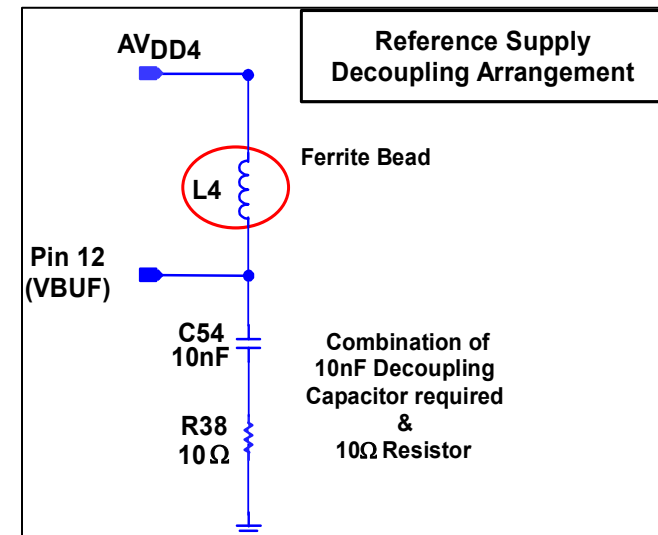 Reference Supply
Decoupling Arrangement
AVDD4
Ferrite Bead
L4
Pin 12
(VBUF)
C54
10nF
Combination of
10nF Decoupling
Capacitor required
&
10Ω Resistor
R38
10Ω